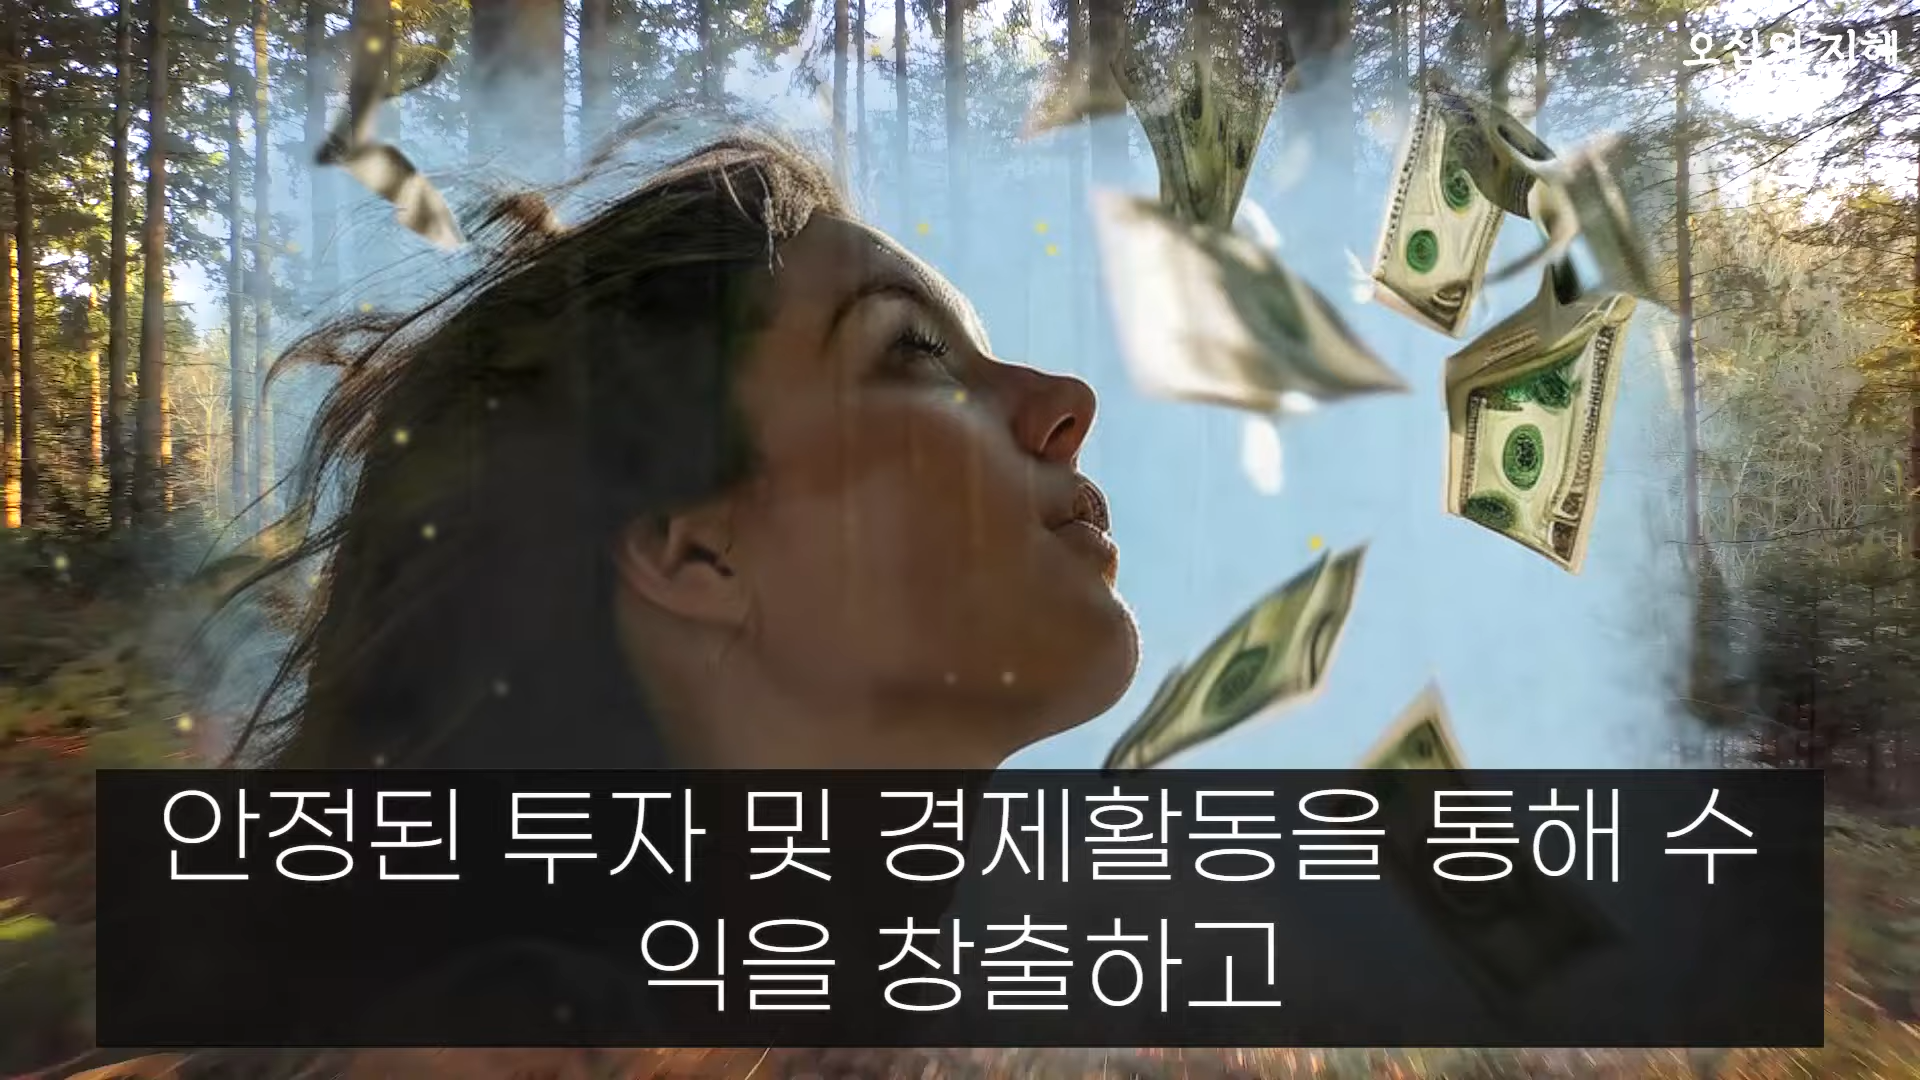 오십의 지혜
안정된 투자 및 경제활동을 통해 수
익을 창출하고